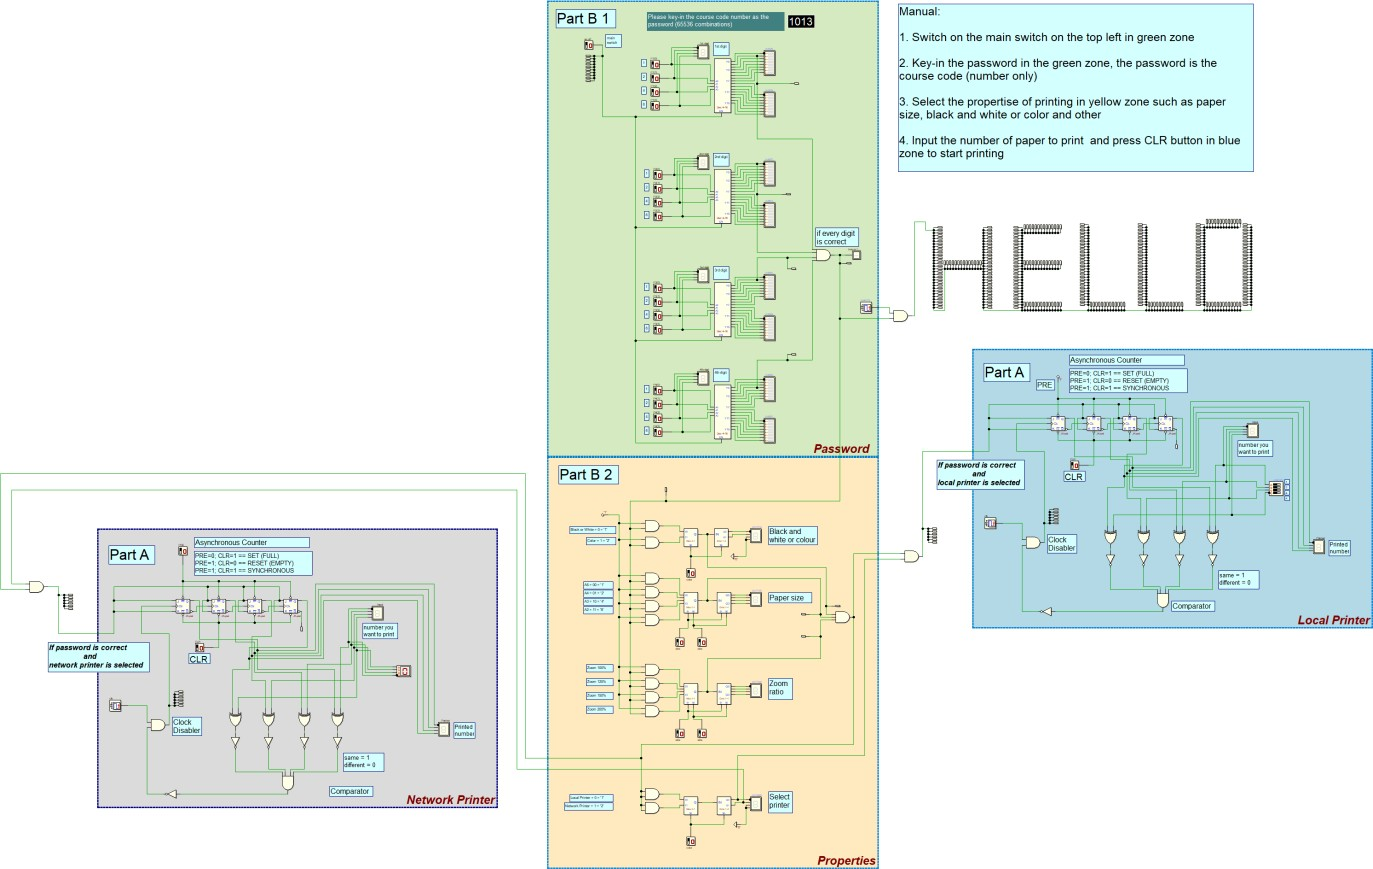 Part B 1
Please key-in the course code number as the
password (65536 combinations)
1013
main
switch
1st digit
2nd digit
3rd digit
4th digit
if every digit
is correct
Password
Manual:
1. Switch on the main switch on the top left in green zone
2. Key-in the password in the green zone, the password is the
course code (number only)
3. Select the propertise of printing in yellow zone such as paper
size, black and white or color and other
4. Input the number of paper to print and press CLR button in blue
zone to start printing
HELLO
Part A
Asynchronous Counter
PRE=0; CLR=1 == SET (FULL)
PRE=1; CLR=0 == RESET (EMPTY)
PRE=1; CLR=1 == SYNCHRONOUS
PRE
CLR
number you
want to print
If password is correct
and
local printer is selected
Clock
Disabler
Printed
number
same = 1
different = 0
Comparator
Local Printer
Part B 2
Black and
white or colour
Paper size
Zoom
ratio
Select
printer
Properties
Part A
Asynchronous Counter
PRE=0; CLR=1 == SET (FULL)
PRE=1; CLR=0 == RESET (EMPTY)
PRE=1; CLR=1 == SYNCHRONOUS
number you
want to print
CLR
If password is correct
and
network printer is selected
Clock
Disabler
Printed
number
same = 1
different = 0
Comparator
Network Printer